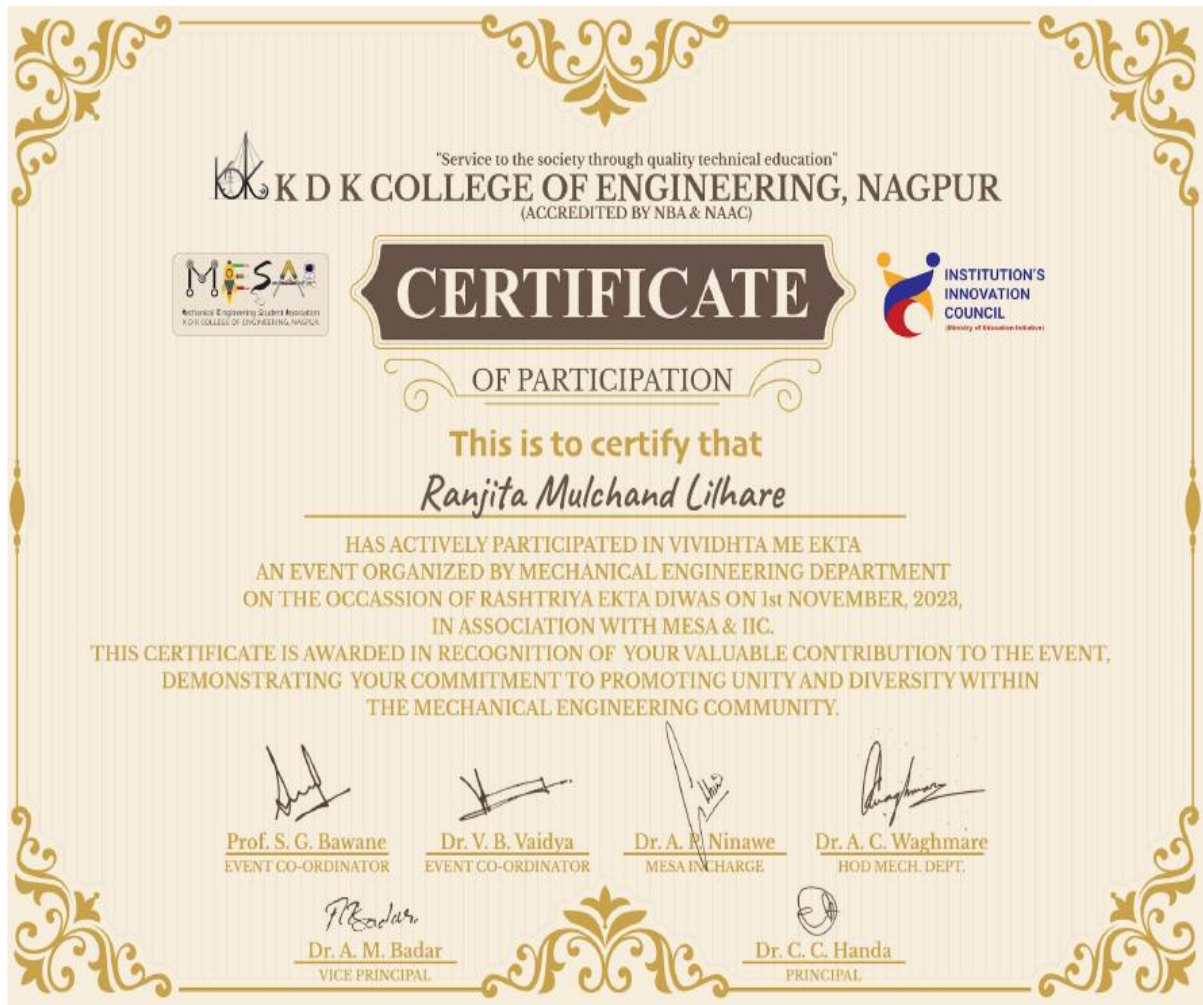 "Service to the society through quality technical education"
KDK K D K COLLEGE OF ENGINEERING, NAGPUR
(ACCREDITED BY NBA & NAAC)
MESA
Mechanical Engineering Student Association
K D K COLLEGE OF ENGINEERING, NAGPUR
CERTIFICATE
INSTITUTION'S
INNOVATION
COUNCIL
(Ministry of Education Initiative)
OF PARTICIPATION
This is to certify that
Ranjita Mulchand Lilhare
HAS ACTIVELY PARTICIPATED IN VIVIDHTA ME EKTA
AN EVENT ORGANIZED BY MECHANICAL ENGINEERING DEPARTMENT
ON THE OCCASSION OF RASHTRIYA EKTA DIWAS ON 1st NOVEMBER, 2023,
IN ASSOCIATION WITH MESA & IIC.
THIS CERTIFICATE IS AWARDED IN RECOGNITION OF YOUR VALUABLE CONTRIBUTION TO THE EVENT,
DEMONSTRATING YOUR COMMITMENT TO PROMOTING UNITY AND DIVERSITY WITHIN
THE MECHANICAL ENGINEERING COMMUNITY.
Prof. S. G. Bawane Dr. V. B. Vaidya Dr. A. P. Ninawe Dr. A. C. Waghmare
EVENT CO-ORDINATOR EVENT CO-ORDINATOR MESA INCHARGE HOD MECH. DEPT.
Dr. A. M. Badar Dr. C. C. Handa
VICE PRINCIPAL PRINCIPAL